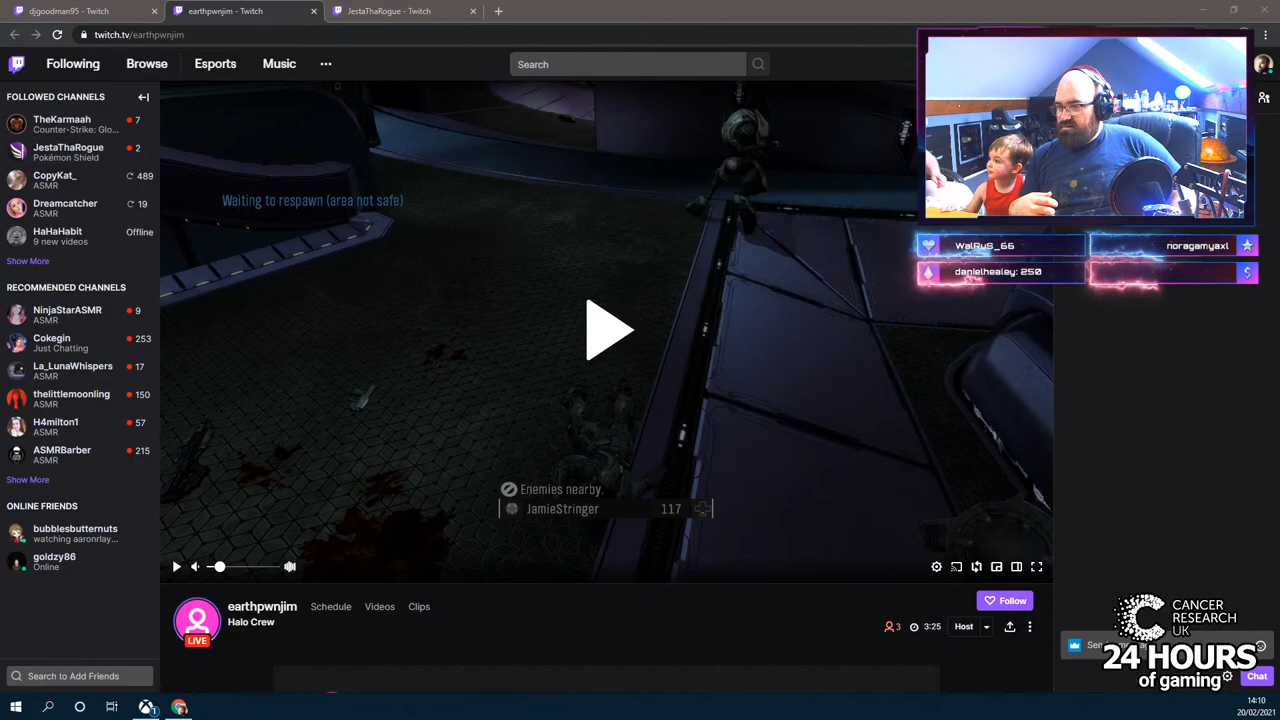 djgoodman95 - Twitch
earthpwnjim - Twitch
JestaThaRogue - Twitch
twitch.tv/earthpwnjim
Following
Browse
Esports
Music
Search
FOLLOWED CHANNELS
TheKarmaah
7
Counter-Strike: Glo...
JestaThaRogue
2
Pokémon Shield
CopyKat_
489
ASMR
Dreamcatcher
19
ASMR
HaHaHabit
Offline
9 new videos
Show More
RECOMMENDED CHANNELS
NinjaStarASMR
9
ASMR
Cokegin
253
Just Chatting
La_LunaWhispers
17
ASMR
thelittlemoonling
150
ASMR
H4milton1
57
ASMR
ASMRBarber
215
ASMR
Show More
ONLINE FRIENDS
bubblesbutternuts
watching aaronrlay...
goldzy86
Online
Search to Add Friends
Waiting to respawn (area not safe)
Enemies nearby.
JamieStringer 117
WalRuS_66
noragamyaxl
danielhealey: 250
$
earthpwnjim
Schedule
Videos
Clips
Halo Crew
LIVE
Follow
3
3:25
Host
CANCER
RESEARCH
UK
24 HOURS
of gaming
Chat
14:10
20/02/2021